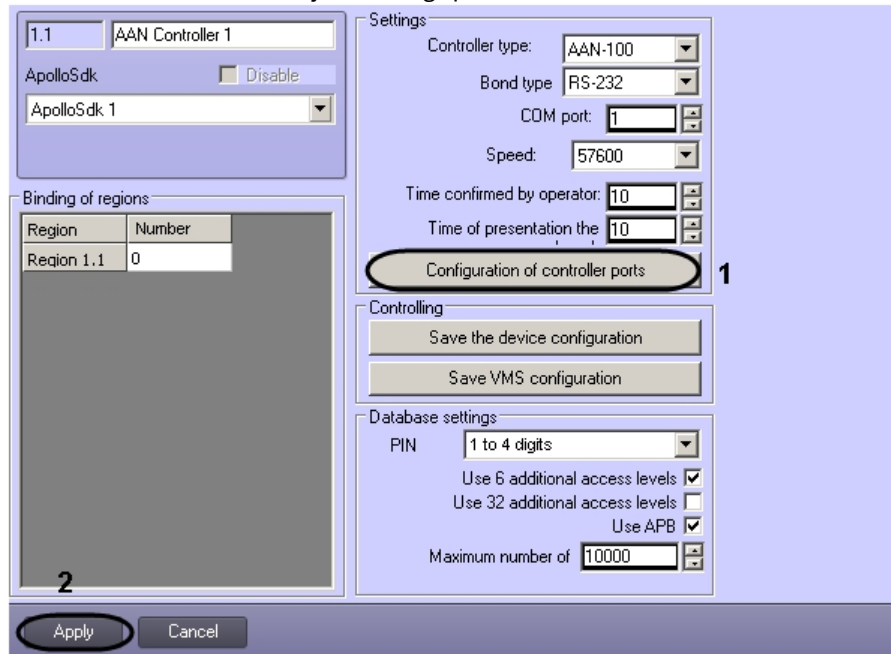 1.1 AAN Controller 1
ApolloSdk Disable
ApolloSdk 1
Binding of regions
Region Number
Region 1.1 0
Settings
Controller type: AAN-100
Bond type RS-232
COM port: 1
Speed: 57600
Time confirmed by operator: 10
Time of presentation the 10
Configuration of controller ports 1
Controlling
Save the device configuration
Save VMS configuration
Database settings
PIN 1 to 4 digits
Use 6 additional access levels
Use 32 additional access levels
Use APB
Maximum number of 10000
2
Apply Cancel